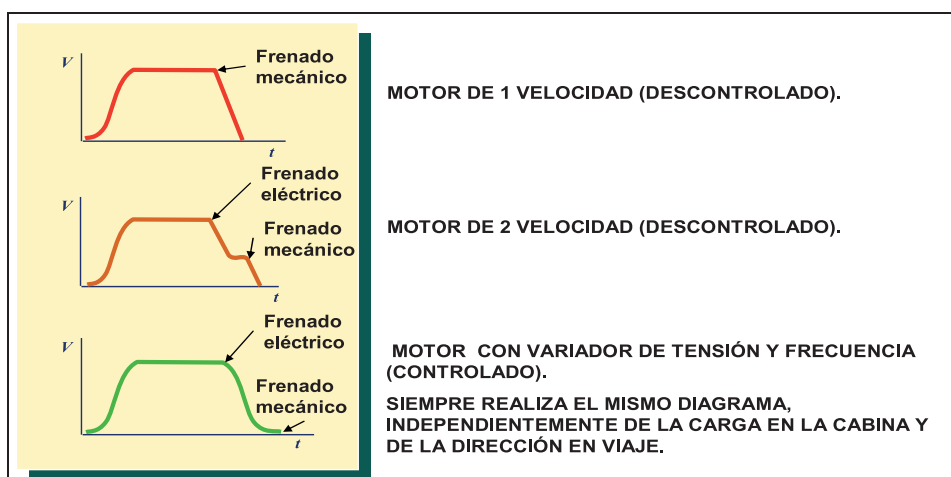 V
Frenado
mecánico
t
MOTOR DE 1 VELOCIDAD (DESCONTROLADO).
Frenado
eléctrico
V
Frenado
mecánico
t
MOTOR DE 2 VELOCIDAD (DESCONTROLADO).
Frenado
eléctrico
V
Frenado
mecánico
t
MOTOR CON VARIADOR DE TENSIÓN Y FRECUENCIA
(CONTROLADO).
SIEMPRE REALIZA EL MISMO DIAGRAMA,
INDEPENDIENTEMENTE DE LA CARGA EN LA CABINA Y
DE LA DIRECCIÓN EN VIAJE.